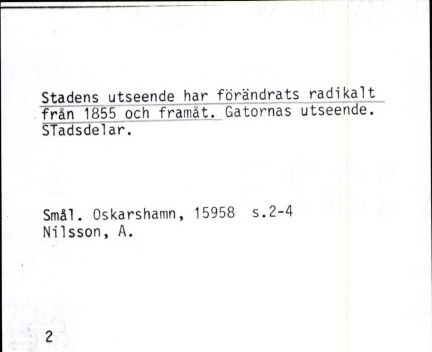 Stadens utseende har förändrats radikalt
från 1855 och framåt. Gatornas utseende.
STadsdelar.
Smål. Oskarshamn, 15958 s.2-4
Nilsson, A.
2